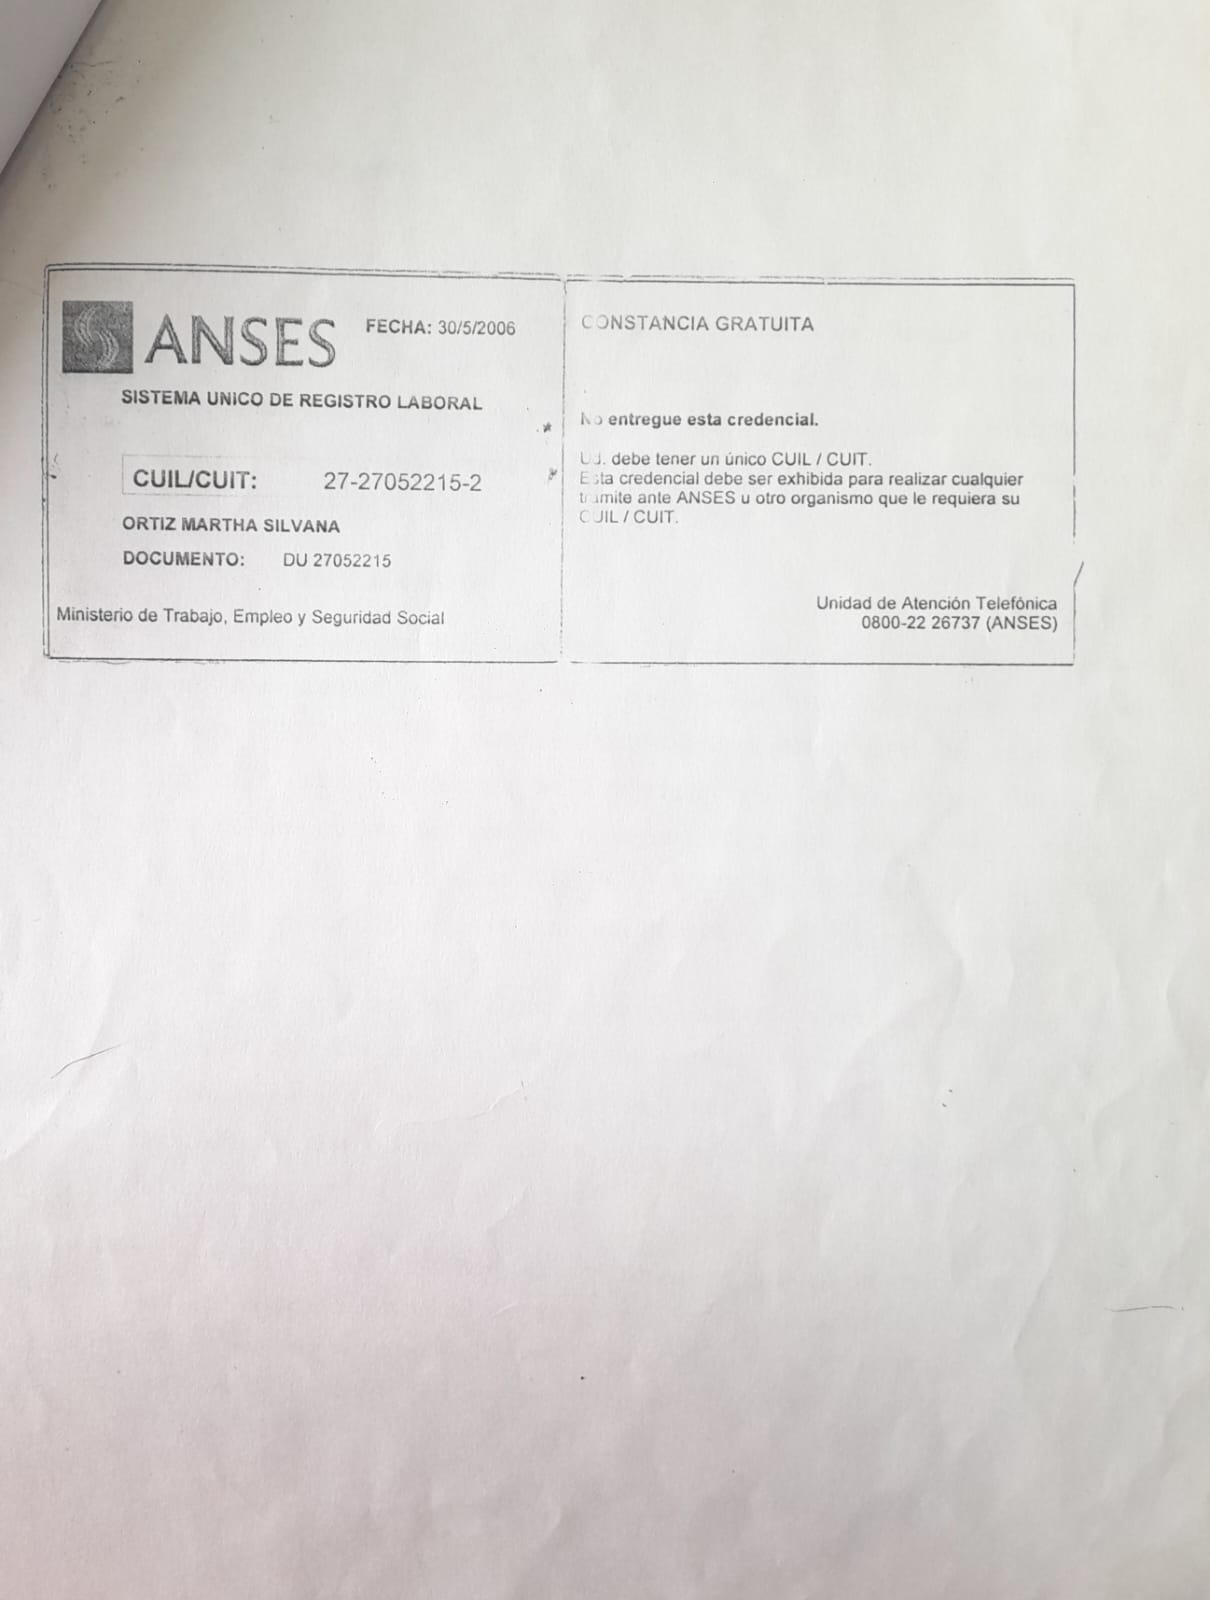 ANSES
FECHA: 30/5/2006
SISTEMA UNICO DE REGISTRO LABORAL
CUIL/CUIT: 27-27052215-2
ORTIZ MARTHA SILVANA
DOCUMENTO: DU 27052215
Ministerio de Trabajo, Empleo y Seguridad Social
CONSTANCIA GRATUITA
No entregue esta credencial.
Ud. debe tener un único CUIL / CUIT.
Esta credencial debe ser exhibida para realizar cualquier
tramite ante ANSES u otro organismo que le requiera su
CUIL / CUIT.
Unidad de Atención Telefónica
0800-22 26737 (ANSES)